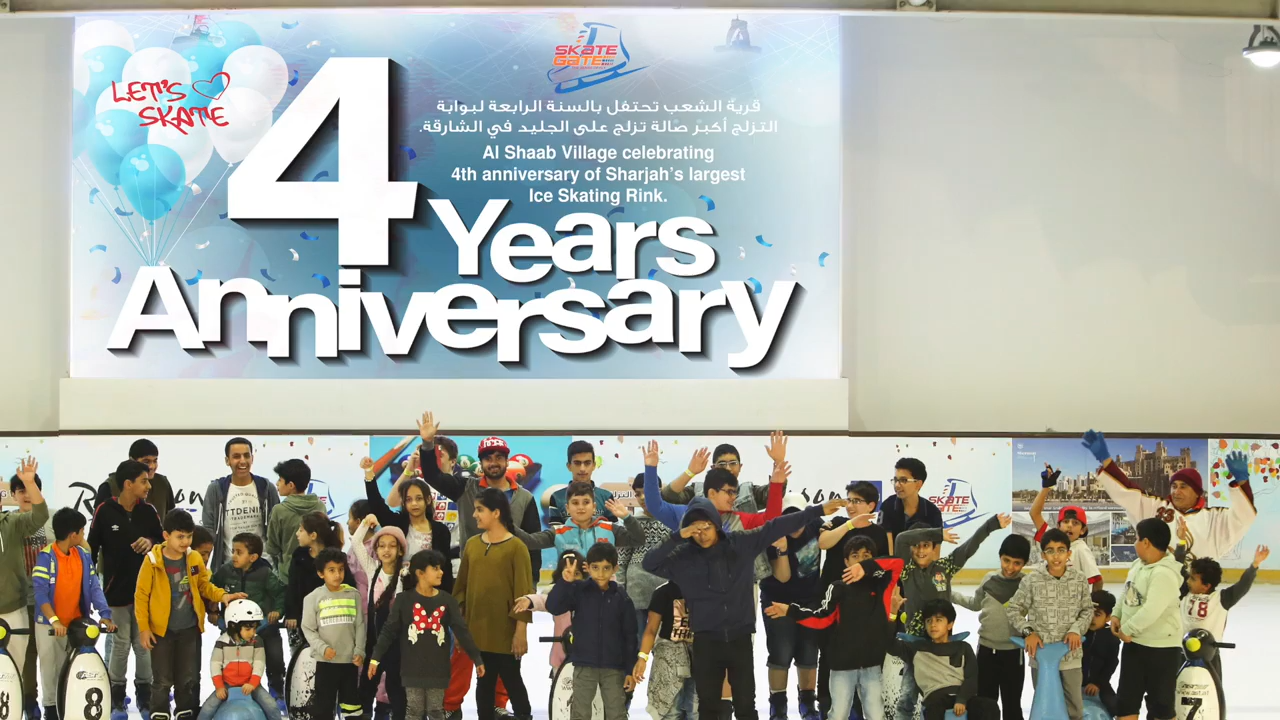 LET'S
SKATE
SKATE
GATE
قرية الشعب تحتفل بالسنة الرابعة لبوابة
التزلج أكبر صالة تزلج على الجليد في الشارقة.
Al Shaab Village celebrating
4th anniversary of Sharjah's largest
Ice Skating Rink.
4 Years
Anniversary
SKATE
GATE
8
8